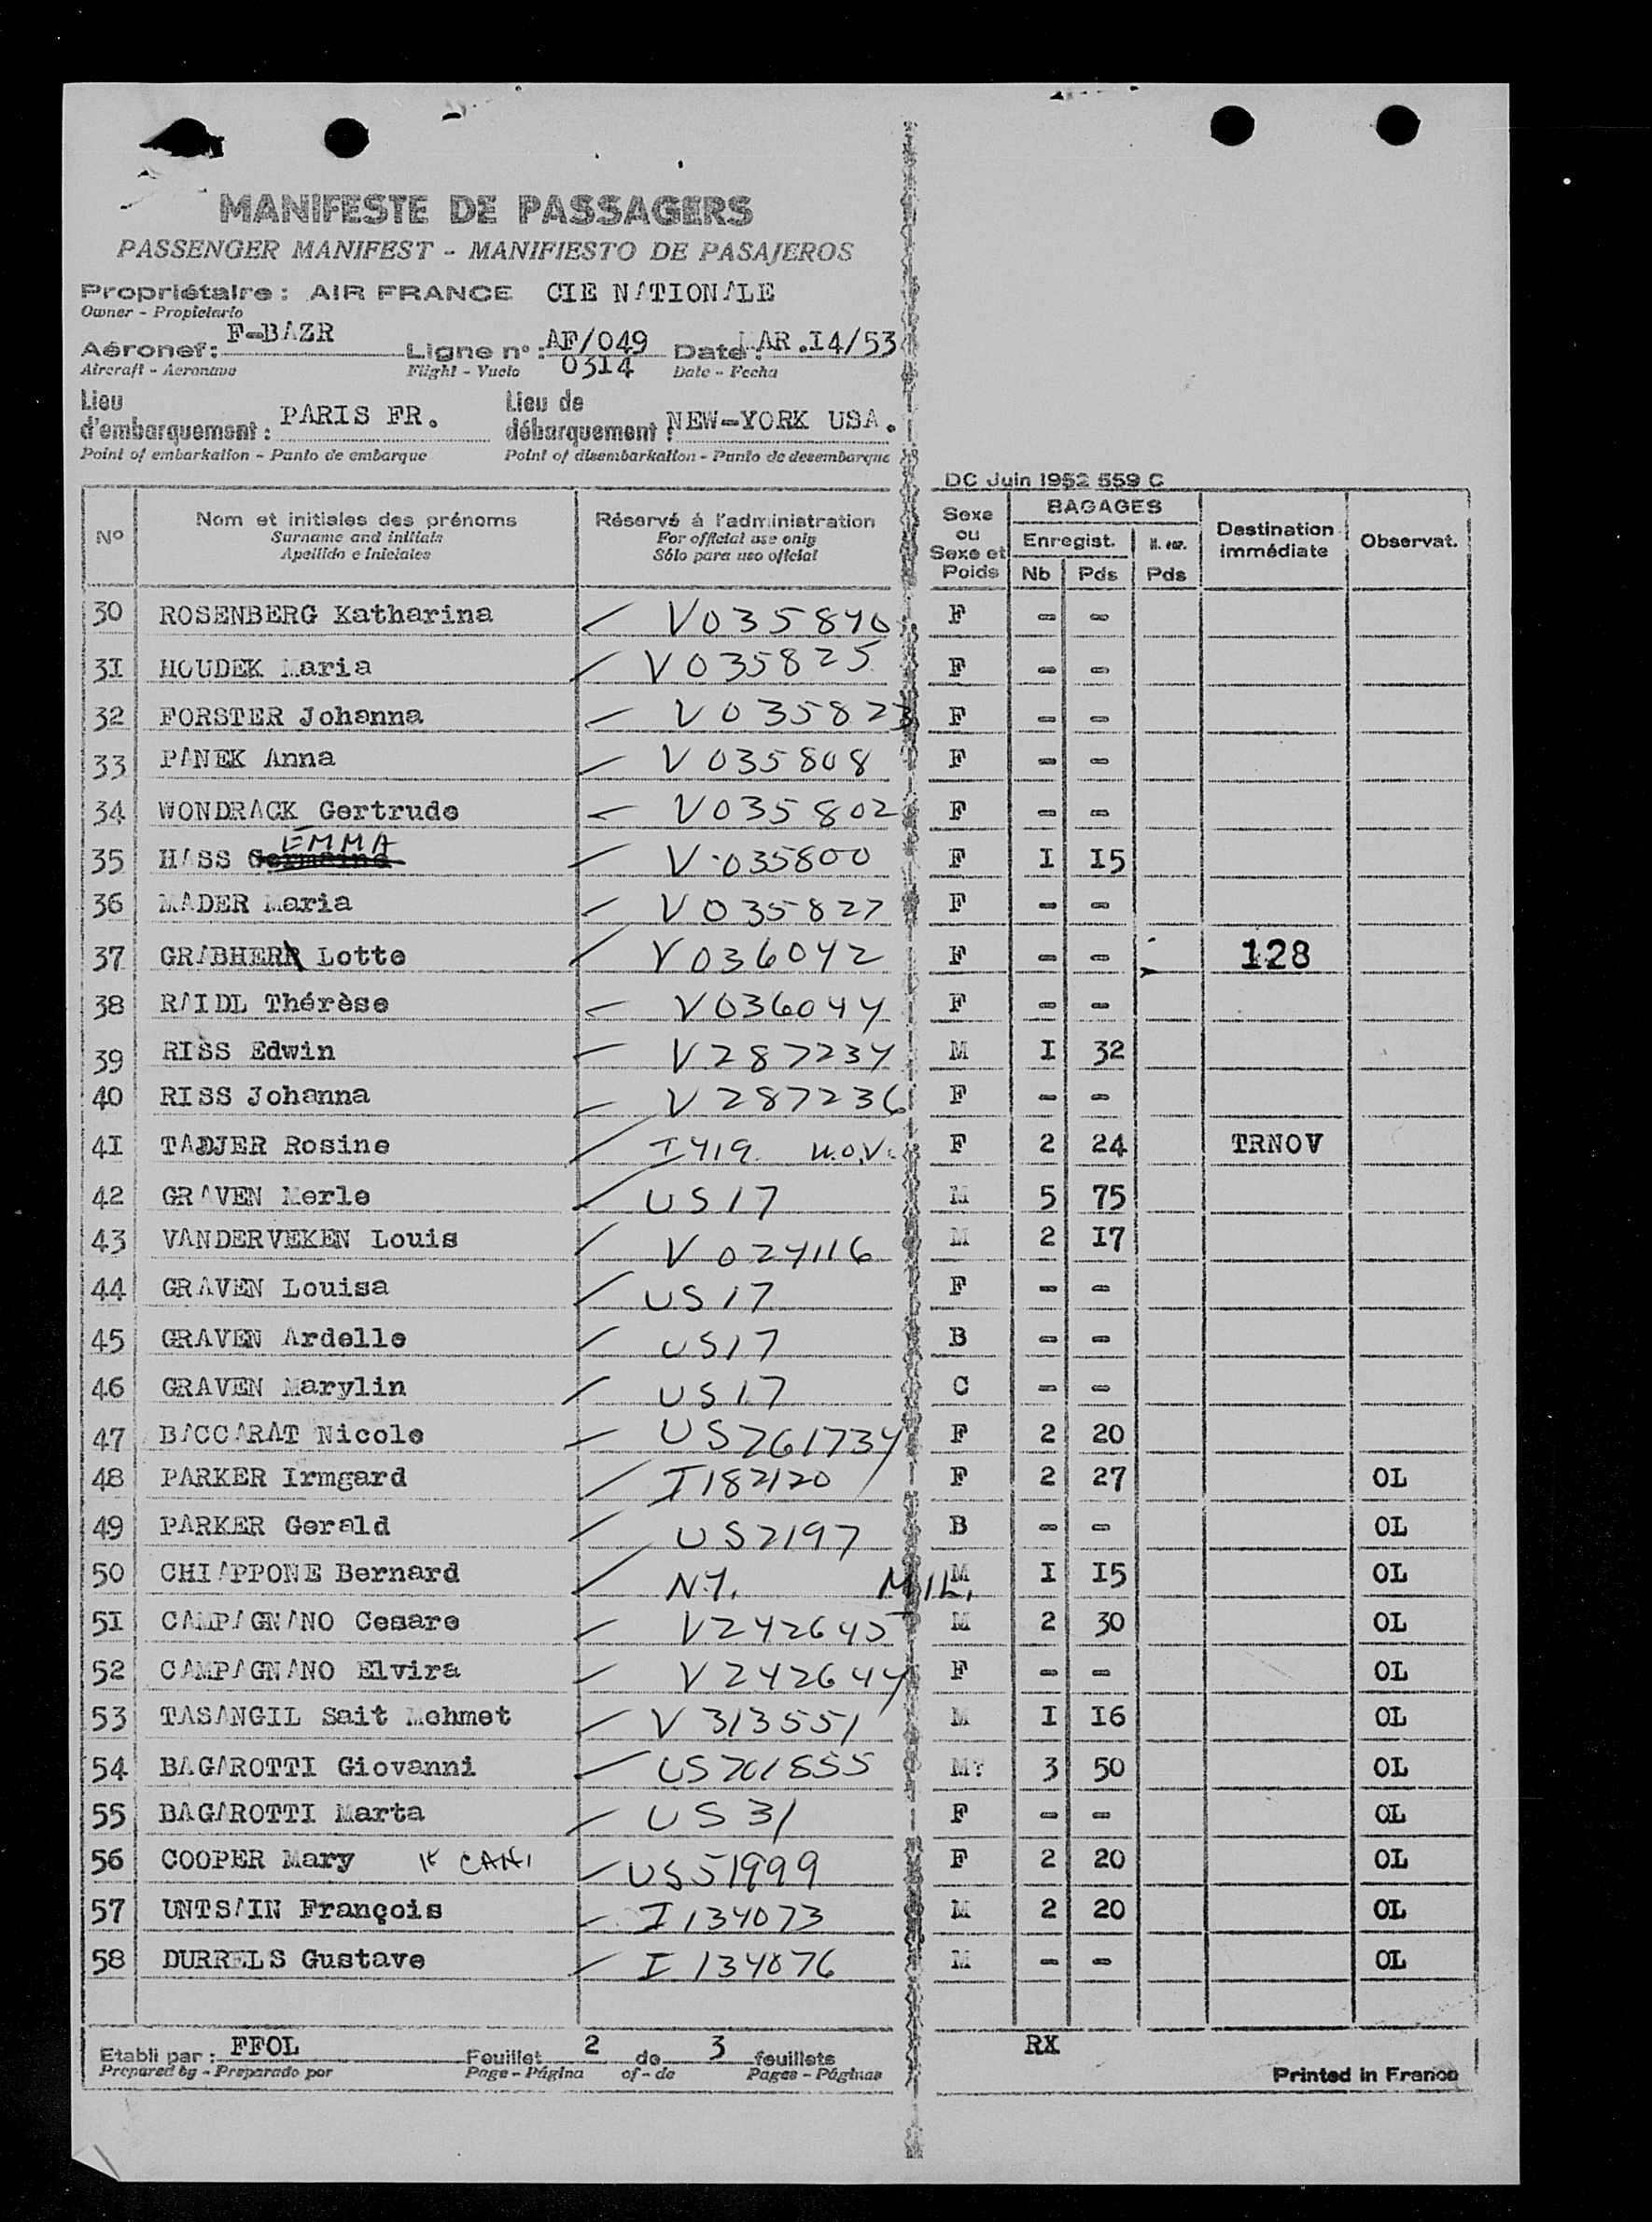 MANIFESTE DE PASSAGERS
PASSENGER MANIFEST - MANIFIESTO DE PASAJEROS
Propriétaire : AIR FRANCE CIE NATIONALE
Owner - Propietario
Aéronef : F-BAZR Ligne n° : AF/049 0314 Date : MAR.I4/53
Aircraft - Aeronave Flight - Vuelo Date - Fecha
Lieu d'embarquement : PARIS FR. Lieu de débarquement : NEW-YORK USA.
Point of embarkation - Punto de embarque Point of disembarkation - Punto de desembarque
DC Juin 1952 559 C
N° Nom et initiales des prénoms Réservé à l'administration Sexe ou Sexe et Poids BAGAGES Destination immédiate Observat.
Surname and initials For official use only Enregist.
Apellido e iniciales Sólo para uso oficial Nb Pds Pds
30 ROSENBERG Katharina V035840 F - -
3I HOUDEK Maria V035825 F - -
32 FORSTER Johanna V035823 F - -
33 PANEK Anna V035808 F - -
34 WONDRACK Gertrude V035802 F - -
35 HASS Germaine EMMA V-035800 F I I5
36 MADER Maria V035827 F - -
37 GRABHERR Lotte V036042 F - - 128
38 RAIDL Thérèse V036044 F - -
39 RISS Edwin V287234 M I 32
40 RISS Johanna V287236 F - -
4I TADJER Rosine I419 W.O.V. F 2 24 TRNOV
42 GRAVEN Merle US17 M 5 75
43 VANDERVEKEN Louis V024116 M 2 I7
44 GRAVEN Louisa US17 F - -
45 GRAVEN Ardelle US17 B - -
46 GRAVEN Marylin US17 C - -
47 BACCARAT Nicole US261734 F 2 20
48 PARKER Irmgard I182120 F 2 27 OL
49 PARKER Gerald US2197 B - - OL
50 CHIAPPONE Bernard N.Y. MIL. M I I5 OL
5I CAMPAGNANO Cesare V242645 M 2 30 OL
52 CAMPAGNANO Elvira V242644 F - - OL
53 TASANGIL Sait Mehmet V313551 M I I6 OL
54 BAGAROTTI Giovanni US261855 M 3 50 OL
55 BAGAROTTI Marta US31 F - - OL
56 COOPER Mary US51999 F 2 20 OL
57 UNTSAIN François I134073 M 2 20 OL
58 DURRELS Gustave I134076 M - - OL
Etabli par : FFOL Feuillet 2 de 3 feuillets RX
Prepared by - Preparado por Page - Página of - de Pages - Páginas
Printed in France